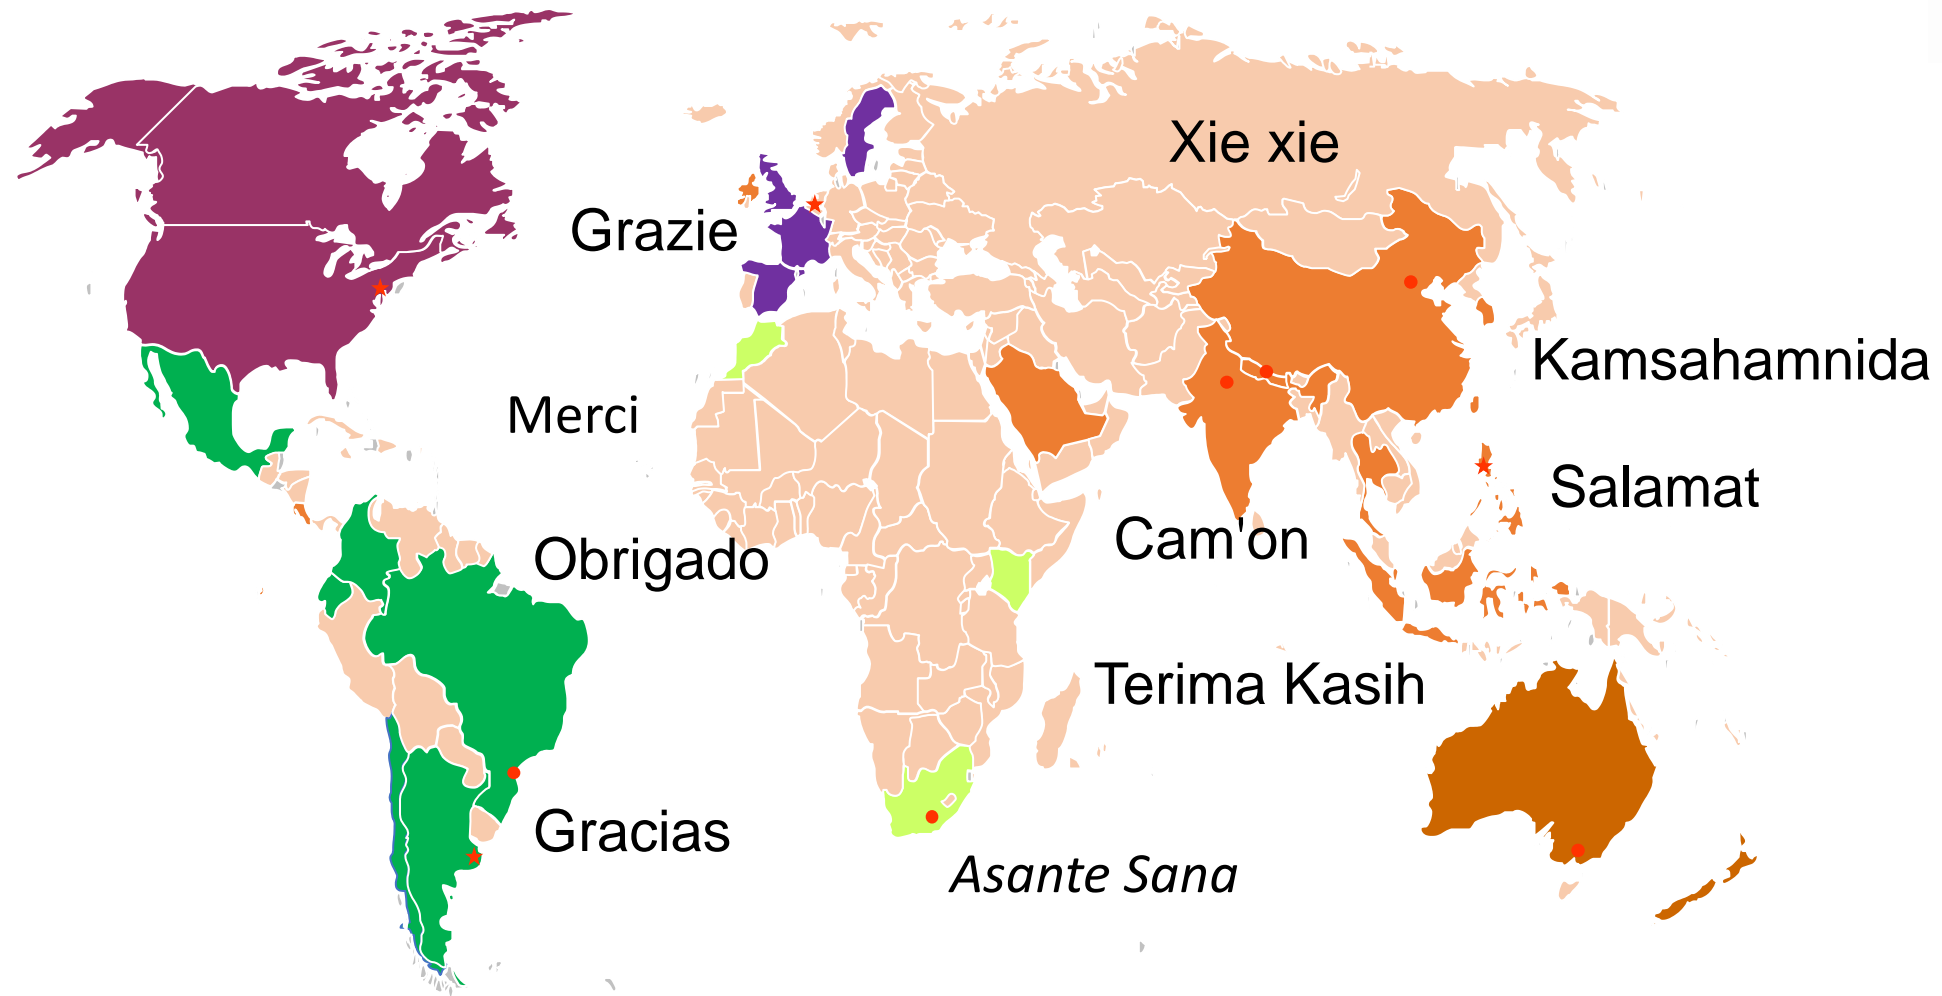 Xie xie
Grazie
Kamsahamnida
Merci
Salamat
Cam'on
Obrigado
Terima Kasih
Gracias
Asante Sana